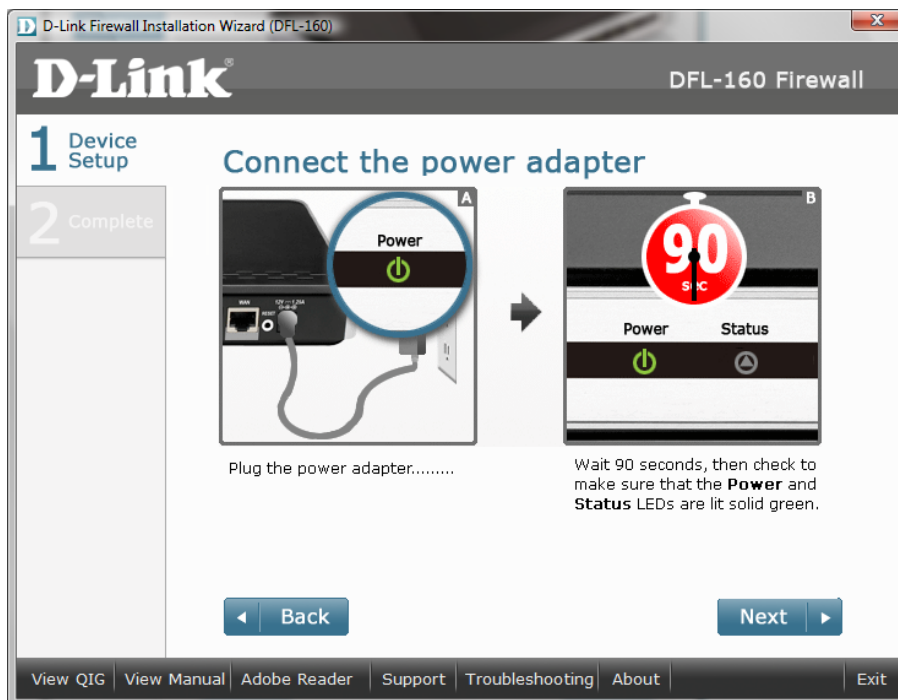 D-Link Firewall Installation Wizard (DFL-160)
D-Link®
DFL-160 Firewall
1 Device
Setup
2 Complete
Connect the power adapter
A
Power
WAN
RESET
12V 1.25A
B
90
sec
Power Status
Plug the power adapter.........
Wait 90 seconds, then check to
make sure that the Power and
Status LEDs are lit solid green.
Back
Next
View QIG View Manual Adobe Reader Support Troubleshooting About Exit